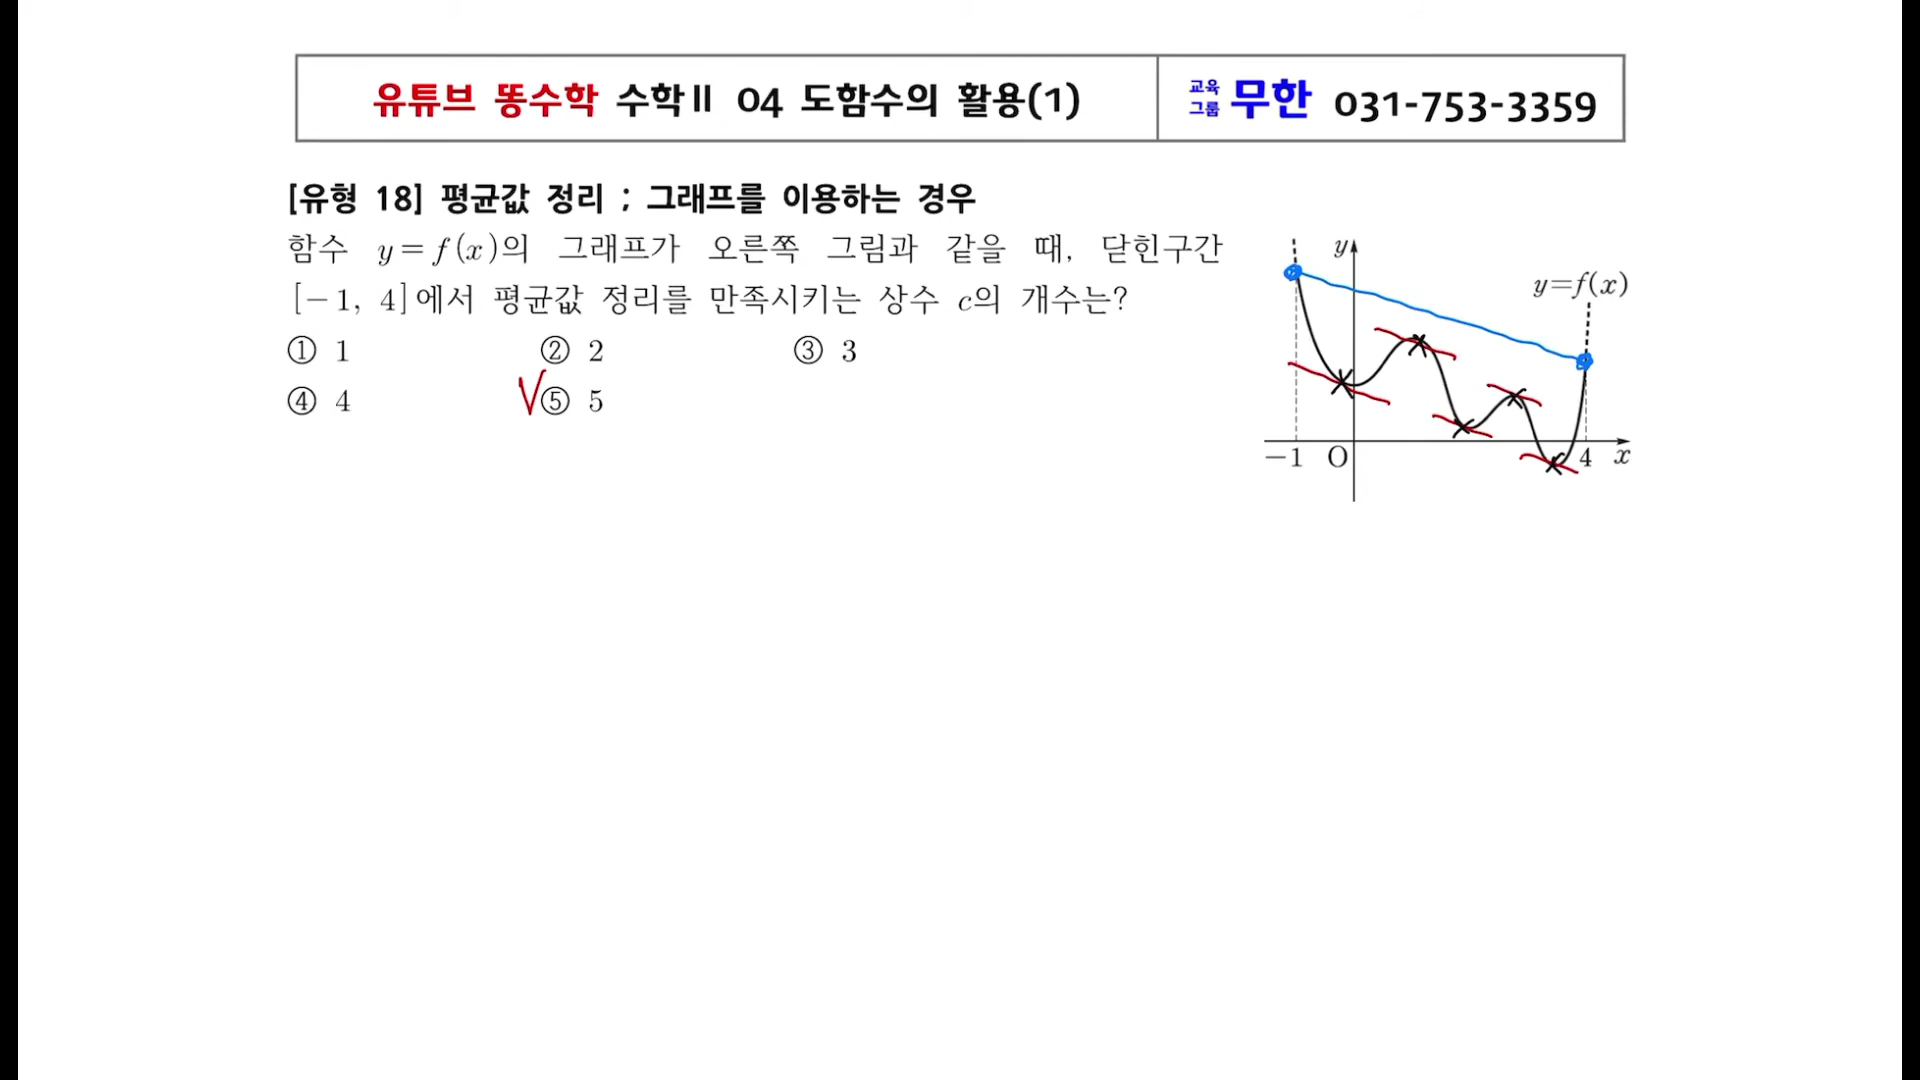 유튜브 똥수학 수학Ⅱ 04 도함수의 활용(1)
교육그룹 무한 031-753-3359
[유형 18] 평균값 정리 ; 그래프를 이용하는 경우
함수 y=f(x)의 그래프가 오른쪽 그림과 같을 때, 닫힌구간
[-1, 4]에서 평균값 정리를 만족시키는 상수 c의 개수는?
① 1 ② 2 ③ 3
④ 4 ⑤ 5
y
y=f(x)
-1 O 4 x